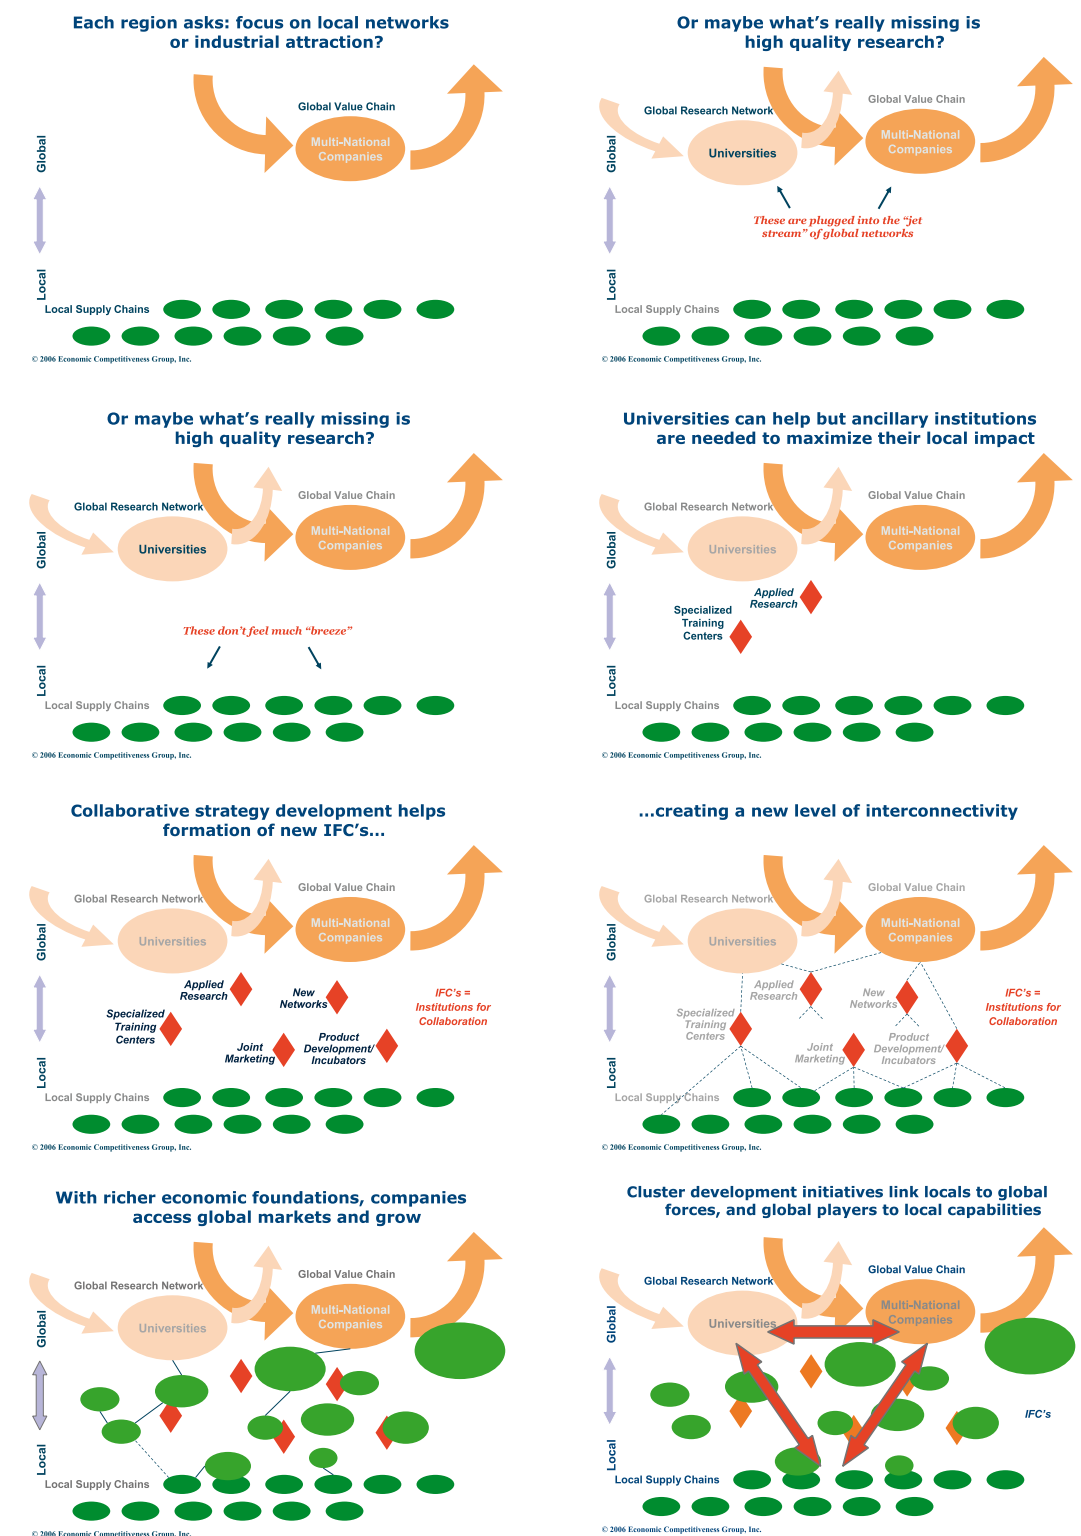 Each region asks: focus on local networks
or industrial attraction?
Global Value Chain
Multi-National
Companies
Global
Local
Local Supply Chains
© 2006 Economic Competitiveness Group, Inc.
Or maybe what's really missing is
high quality research?
Global Value Chain
Global Research Network
Multi-National
Companies
Universities
Global
These are plugged into the “jet
stream” of global networks
Local
Local Supply Chains
© 2006 Economic Competitiveness Group, Inc.
Or maybe what's really missing is
high quality research?
Global Value Chain
Global Research Network
Multi-National
Companies
Universities
Global
These don't feel much “breeze”
Local
Local Supply Chains
© 2006 Economic Competitiveness Group, Inc.
Universities can help but ancillary institutions
are needed to maximize their local impact
Global Value Chain
Global Research Network
Multi-National
Companies
Universities
Global
Applied
Research
Specialized
Training
Centers
Local
Local Supply Chains
© 2006 Economic Competitiveness Group, Inc.
Collaborative strategy development helps
formation of new IFC's...
Global Value Chain
Global Research Network
Multi-National
Companies
Universities
Global
Applied
Research
New
Networks
IFC's =
Institutions for
Collaboration
Specialized
Training
Centers
Joint
Marketing
Product
Development/
Incubators
Local
Local Supply Chains
© 2006 Economic Competitiveness Group, Inc.
...creating a new level of interconnectivity
Global Value Chain
Global Research Network
Multi-National
Companies
Universities
Global
Applied
Research
New
Networks
IFC's =
Institutions for
Collaboration
Specialized
Training
Centers
Joint
Marketing
Product
Development/
Incubators
Local
Local Supply Chains
© 2006 Economic Competitiveness Group, Inc.
With richer economic foundations, companies
access global markets and grow
Global Value Chain
Global Research Network
Multi-National
Companies
Universities
Global
Local
Local Supply Chains
© 2006 Economic Competitiveness Group, Inc.
Cluster development initiatives link locals to global
forces, and global players to local capabilities
Global Value Chain
Global Research Network
Multi-National
Companies
Universities
Global
IFC's
Local
Local Supply Chains
© 2006 Economic Competitiveness Group, Inc.